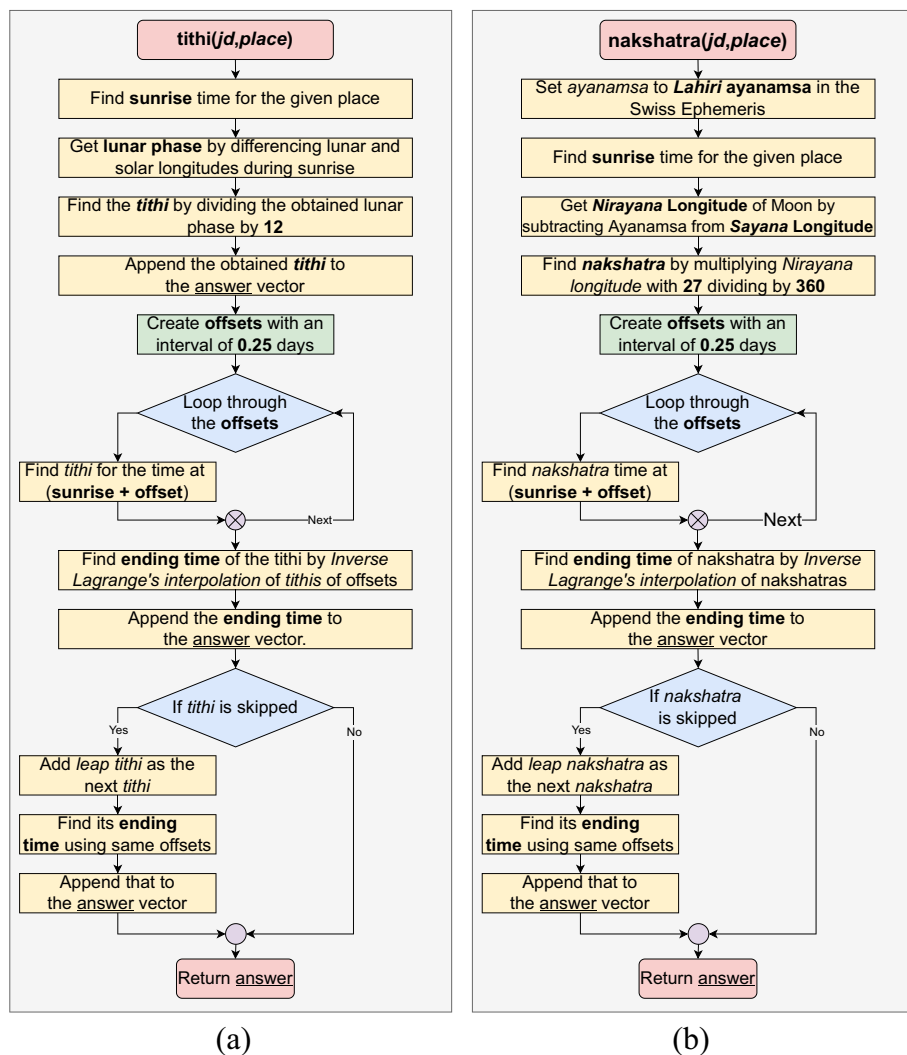 tithi(jd,place)
Find sunrise time for the given place
Get lunar phase by differencing lunar and
solar longitudes during sunrise
Find the tithi by dividing the obtained lunar
phase by 12
Append the obtained tithi to
the answer vector
Create offsets with an
interval of 0.25 days
Loop through
the offsets
Find tithi for the time at
(sunrise + offset)
Next
Find ending time of the tithi by Inverse
Lagrange's interpolation of tithis of offsets
Append the ending time to
the answer vector.
If tithi is skipped
Yes
No
Add leap tithi as the
next tithi
Find its ending
time using same offsets
Append that to
the answer vector
Return answer
(a)
nakshatra(jd,place)
Set ayanamsa to Lahiri ayanamsa in the
Swiss Ephemeris
Find sunrise time for the given place
Get Nirayana Longitude of Moon by
subtracting Ayanamsa from Sayana Longitude
Find nakshatra by multiplying Nirayana
longitude with 27 dividing by 360
Create offsets with an
interval of 0.25 days
Loop through
the offsets
Find nakshatra time at
(sunrise + offset)
Next
Find ending time of nakshatra by Inverse
Lagrange's interpolation of nakshatras
Append the ending time to
the answer vector
If nakshatra
is skipped
Yes
No
Add leap nakshatra as
the next nakshatra
Find its ending
time using same offsets
Append that to
the answer vector
Return answer
(b)